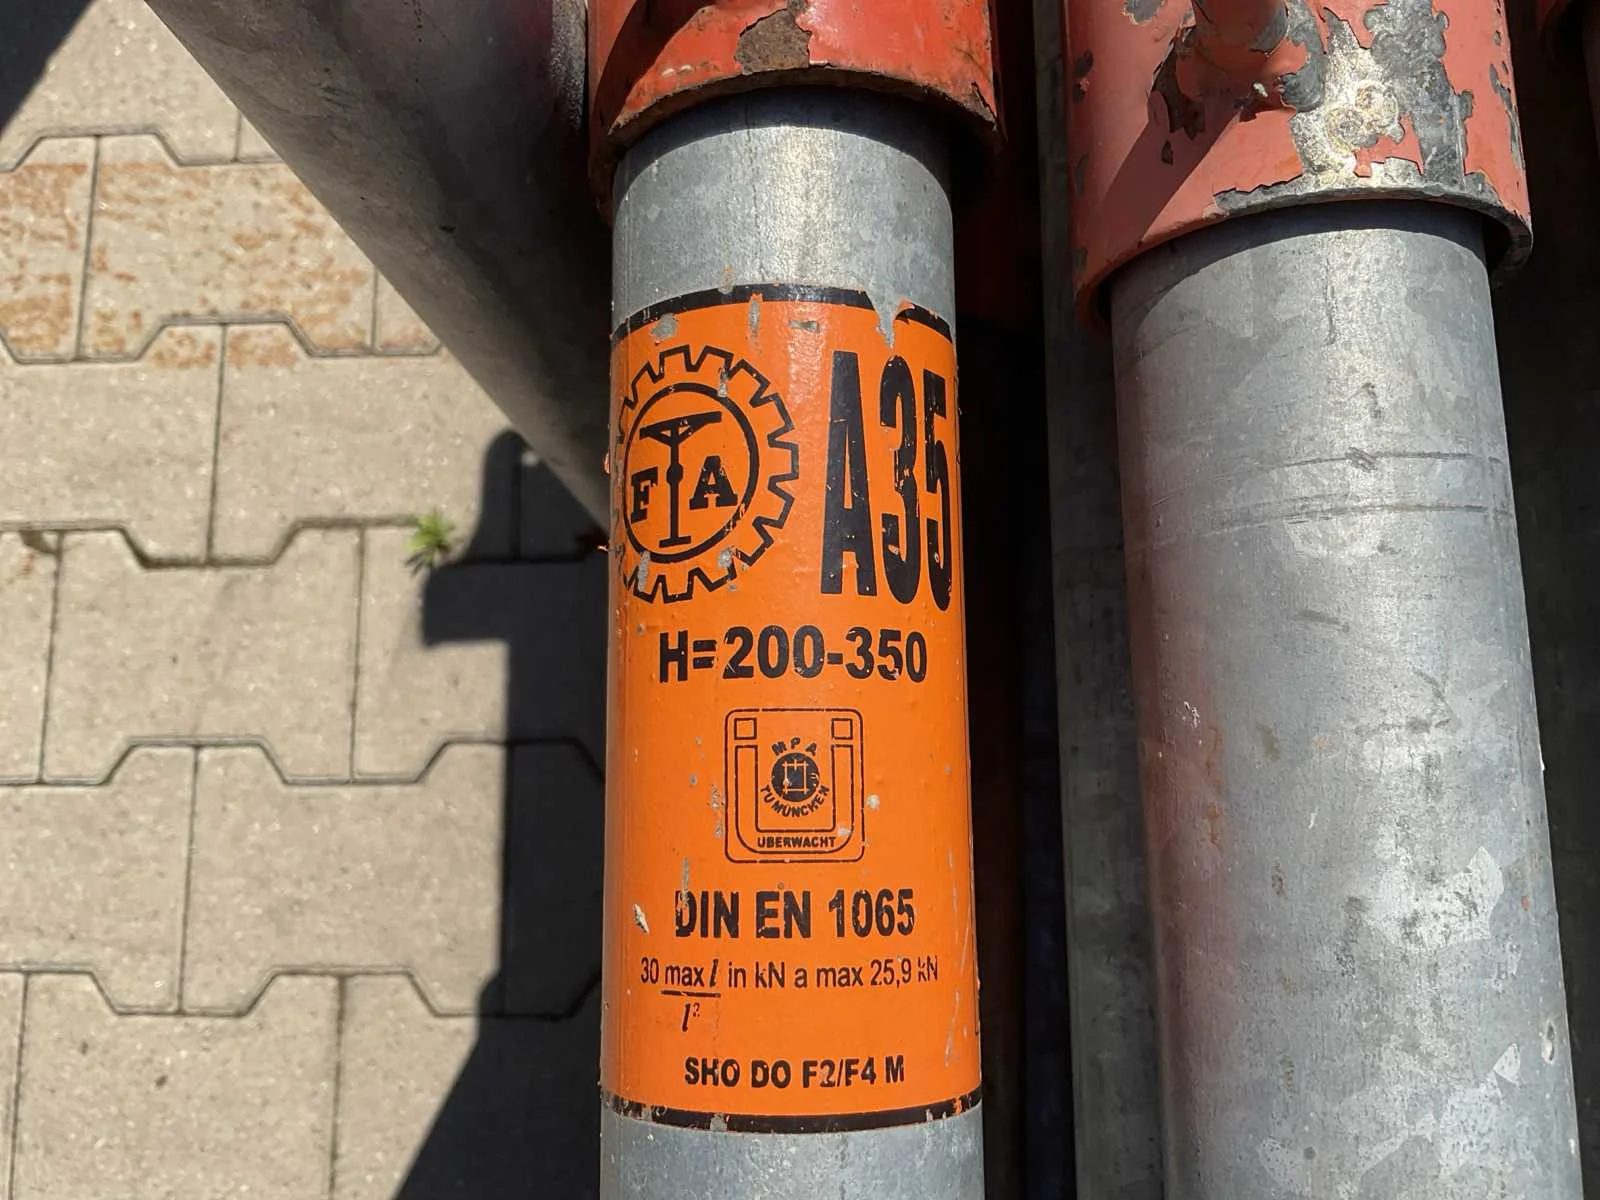 F A
A35
H=200-350
MPA
TU MÜNCHEN
ÜBERWACHT
DIN EN 1065
30 max l in kN a max 25,9 kN
l²
SHO DO F2/F4 M